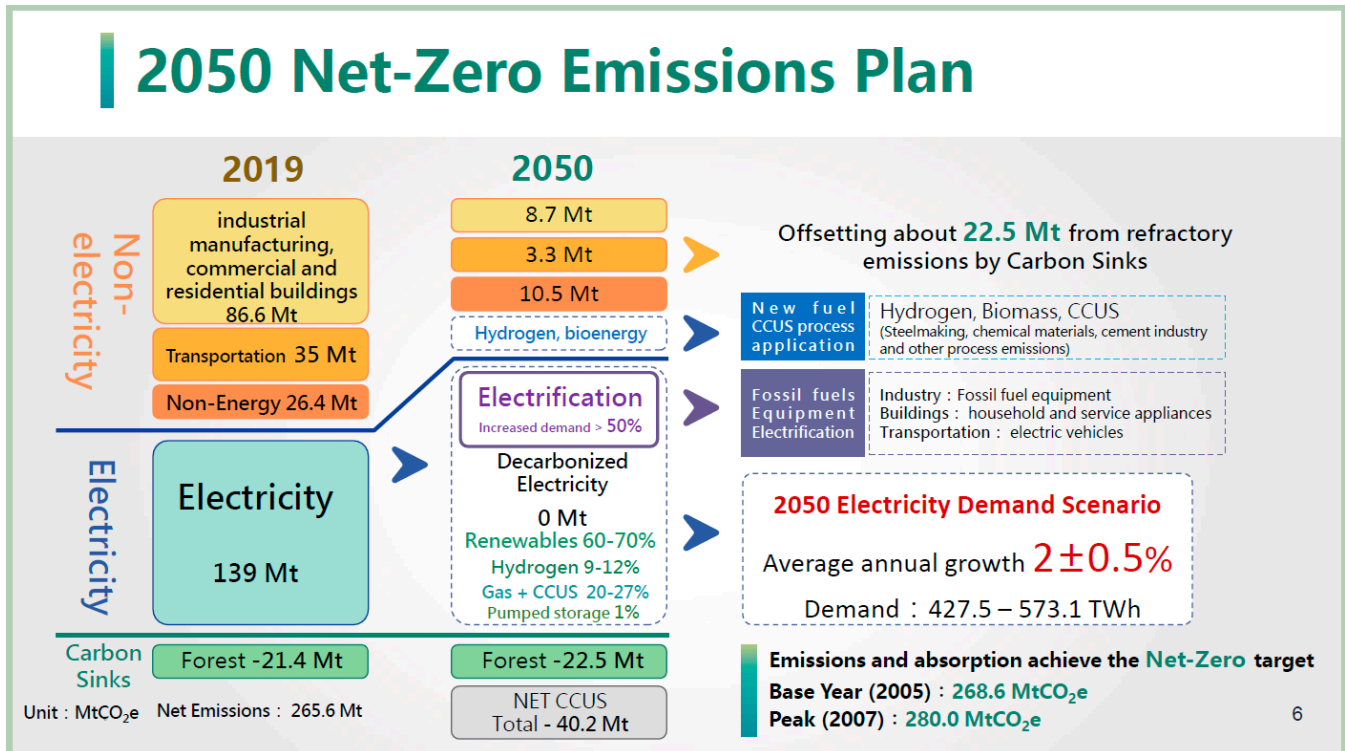 2050 Net-Zero Emissions Plan
2019
2050
Non-
electricity
industrial
manufacturing,
commercial and
residential buildings
86.6 Mt
Transportation 35 Mt
Non-Energy 26.4 Mt
8.7 Mt
3.3 Mt
10.5 Mt
Hydrogen, bioenergy
Offsetting about 22.5 Mt from refractory
emissions by Carbon Sinks
New fuel
CCUS process
application
Hydrogen, Biomass, CCUS
(Steelmaking, chemical materials, cement industry
and other process emissions)
Electrification
Increased demand > 50%
Fossil fuels
Equipment
Electrification
Industry : Fossil fuel equipment
Buildings : household and service appliances
Transportation : electric vehicles
Electricity
Electricity
139 Mt
Decarbonized
Electricity
0 Mt
Renewables 60-70%
Hydrogen 9-12%
Gas + CCUS 20-27%
Pumped storage 1%
2050 Electricity Demand Scenario
Average annual growth 2±0.5%
Demand : 427.5 – 573.1 TWh
Carbon
Sinks
Forest -21.4 Mt
Forest -22.5 Mt
NET CCUS
Total - 40.2 Mt
Unit : MtCO₂e
Net Emissions : 265.6 Mt
Emissions and absorption achieve the Net-Zero target
Base Year (2005) : 268.6 MtCO₂e
Peak (2007) : 280.0 MtCO₂e
6